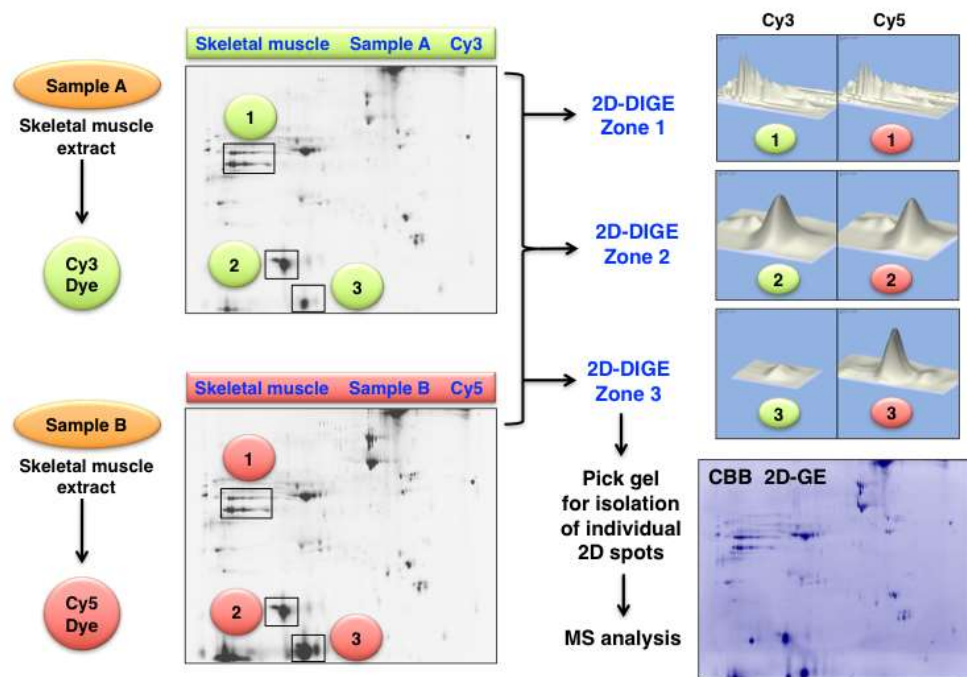 Skeletal muscle Sample A Cy3
Sample A
Skeletal muscle
extract
Cy3
Dye
1
2
3
Skeletal muscle Sample B Cy5
Sample B
Skeletal muscle
extract
Cy5
Dye
1
2
3
2D-DIGE
Zone 1
2D-DIGE
Zone 2
2D-DIGE
Zone 3
Pick gel
for isolation
of individual
2D spots
MS analysis
Cy3 Cy5
1 1
2 2
3 3
CBB 2D-GE